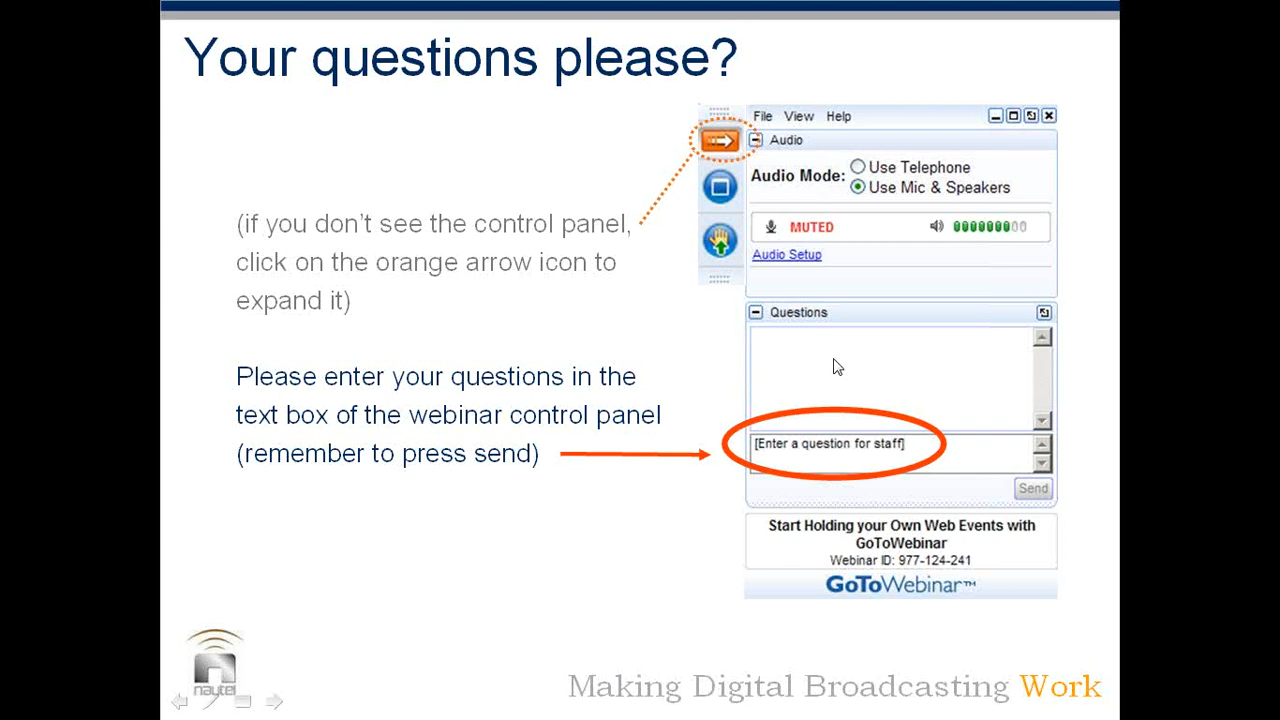 Your questions please?
File View Help
Audio
Audio Mode: Use Telephone
Use Mic & Speakers
MUTED
Audio Setup
(if you don't see the control panel,
click on the orange arrow icon to
expand it)
Questions
Please enter your questions in the
text box of the webinar control panel
(remember to press send)
[Enter a question for staff]
Send
Start Holding your Own Web Events with
GoToWebinar
Webinar ID: 977-124-241
GoToWebinar™
nautel
Making Digital Broadcasting Work